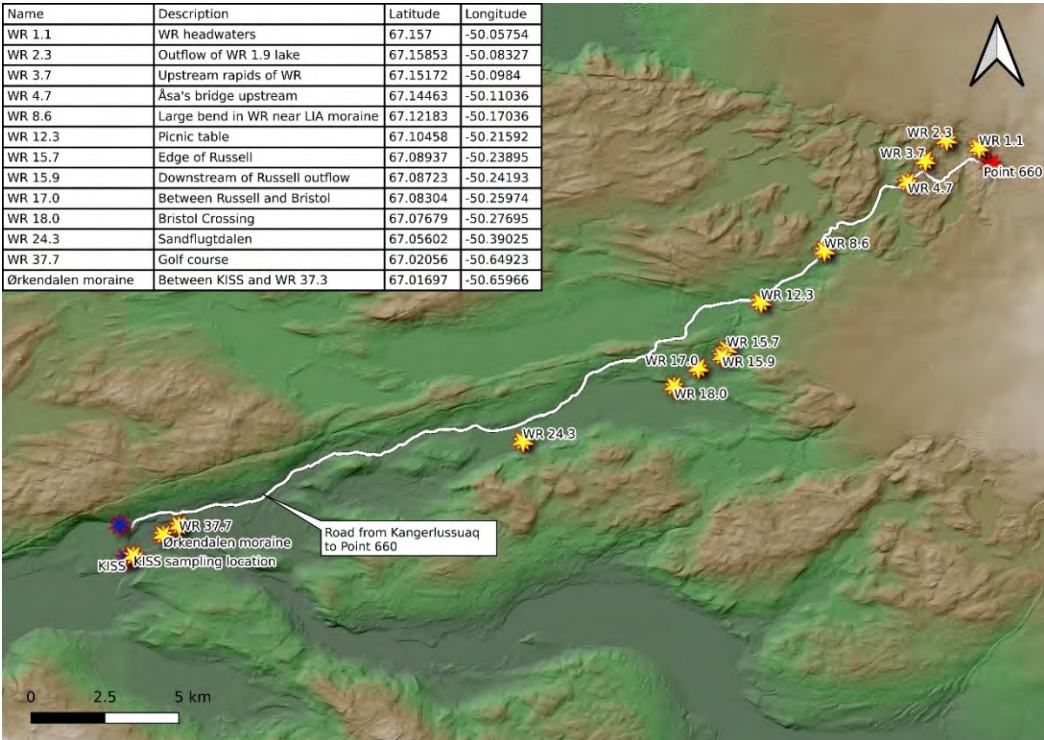 Name Description Latitude Longitude
WR 1.1 WR headwaters 67.157 -50.05754
WR 2.3 Outflow of WR 1.9 lake 67.15853 -50.08327
WR 3.7 Upstream rapids of WR 67.15172 -50.0984
WR 4.7 Åsa's bridge upstream 67.14463 -50.11036
WR 8.6 Large bend in WR near LIA moraine 67.12183 -50.17036
WR 12.3 Picnic table 67.10458 -50.21592
WR 15.7 Edge of Russell 67.08937 -50.23895
WR 15.9 Downstream of Russell outflow 67.08723 -50.24193
WR 17.0 Between Russell and Bristol 67.08304 -50.25974
WR 18.0 Bristol Crossing 67.07679 -50.27695
WR 24.3 Sandflugtdalen 67.05602 -50.39025
WR 37.7 Golf course 67.02056 -50.64923
Ørkendalen moraine Between KISS and WR 37.3 67.01697 -50.65966
WR 2.3
WR 1.1
WR 3.7
Point 660
WR 4.7
WR 8.6
WR 12.3
WR 15.7
WR 17.0
WR 15.9
WR 18.0
WR 24.3
WR 37.7
Road from Kangerlussuaq
to Point 660
Ørkendalen moraine
KISS
KISS sampling location
0 2.5 5 km